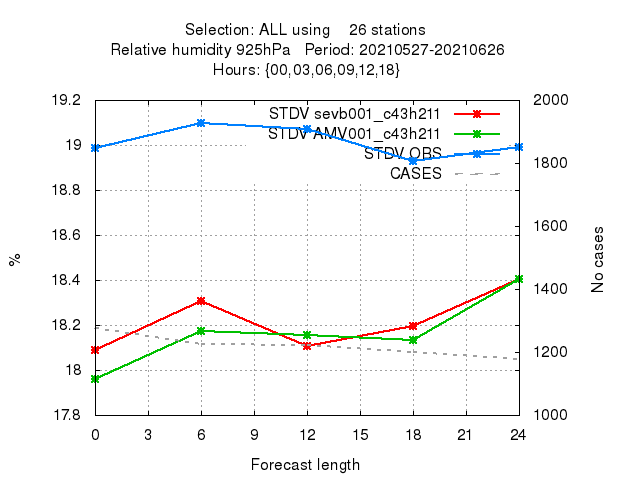 Selection: ALL using    26 stations
Relative humidity 925hPa   Period: 20210527-20210626
Hours: {00,03,06,09,12,18}
STDV sevb001_c43h211
STDV AMV001_c43h211
STDV OBS
CASES
19.2
19
18.8
18.6
18.4
18.2
18
17.8
%
2000
1800
1600
1400
1200
1000
No cases
0 3 6 9 12 15 18 21 24
Forecast length